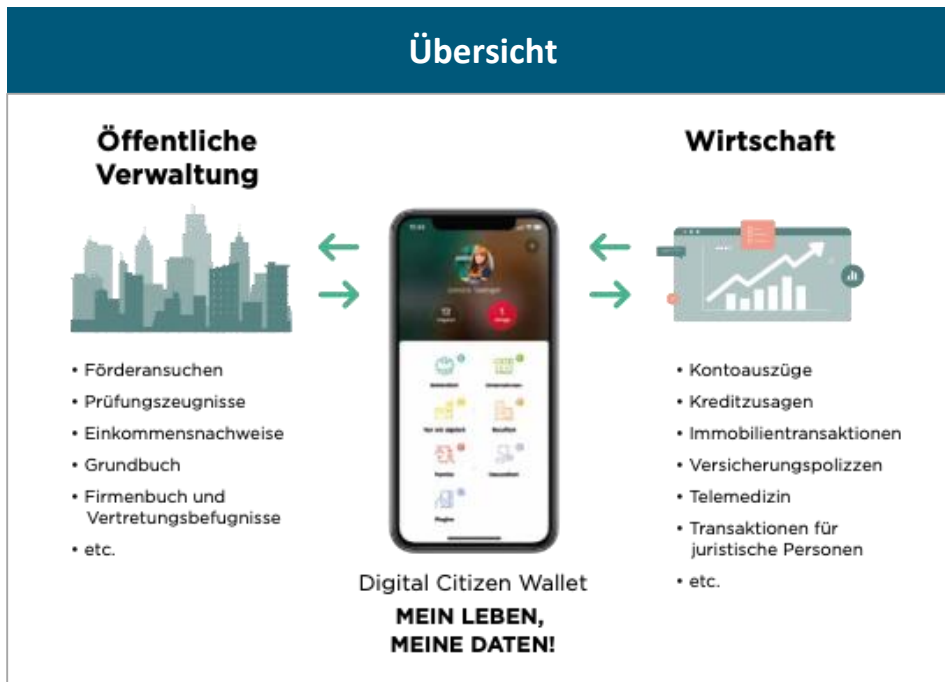 Übersicht
Öffentliche
Verwaltung
• Förderansuchen
• Prüfungszeugnisse
• Einkommensnachweise
• Grundbuch
• Firmenbuch und
Vertretungsbefugnisse
• etc.
Digital Citizen Wallet
MEIN LEBEN,
MEINE DATEN!
Wirtschaft
• Kontoauszüge
• Kreditzusagen
• Immobilientransaktionen
• Versicherungspolizzen
• Telemedizin
• Transaktionen für
juristische Personen
• etc.